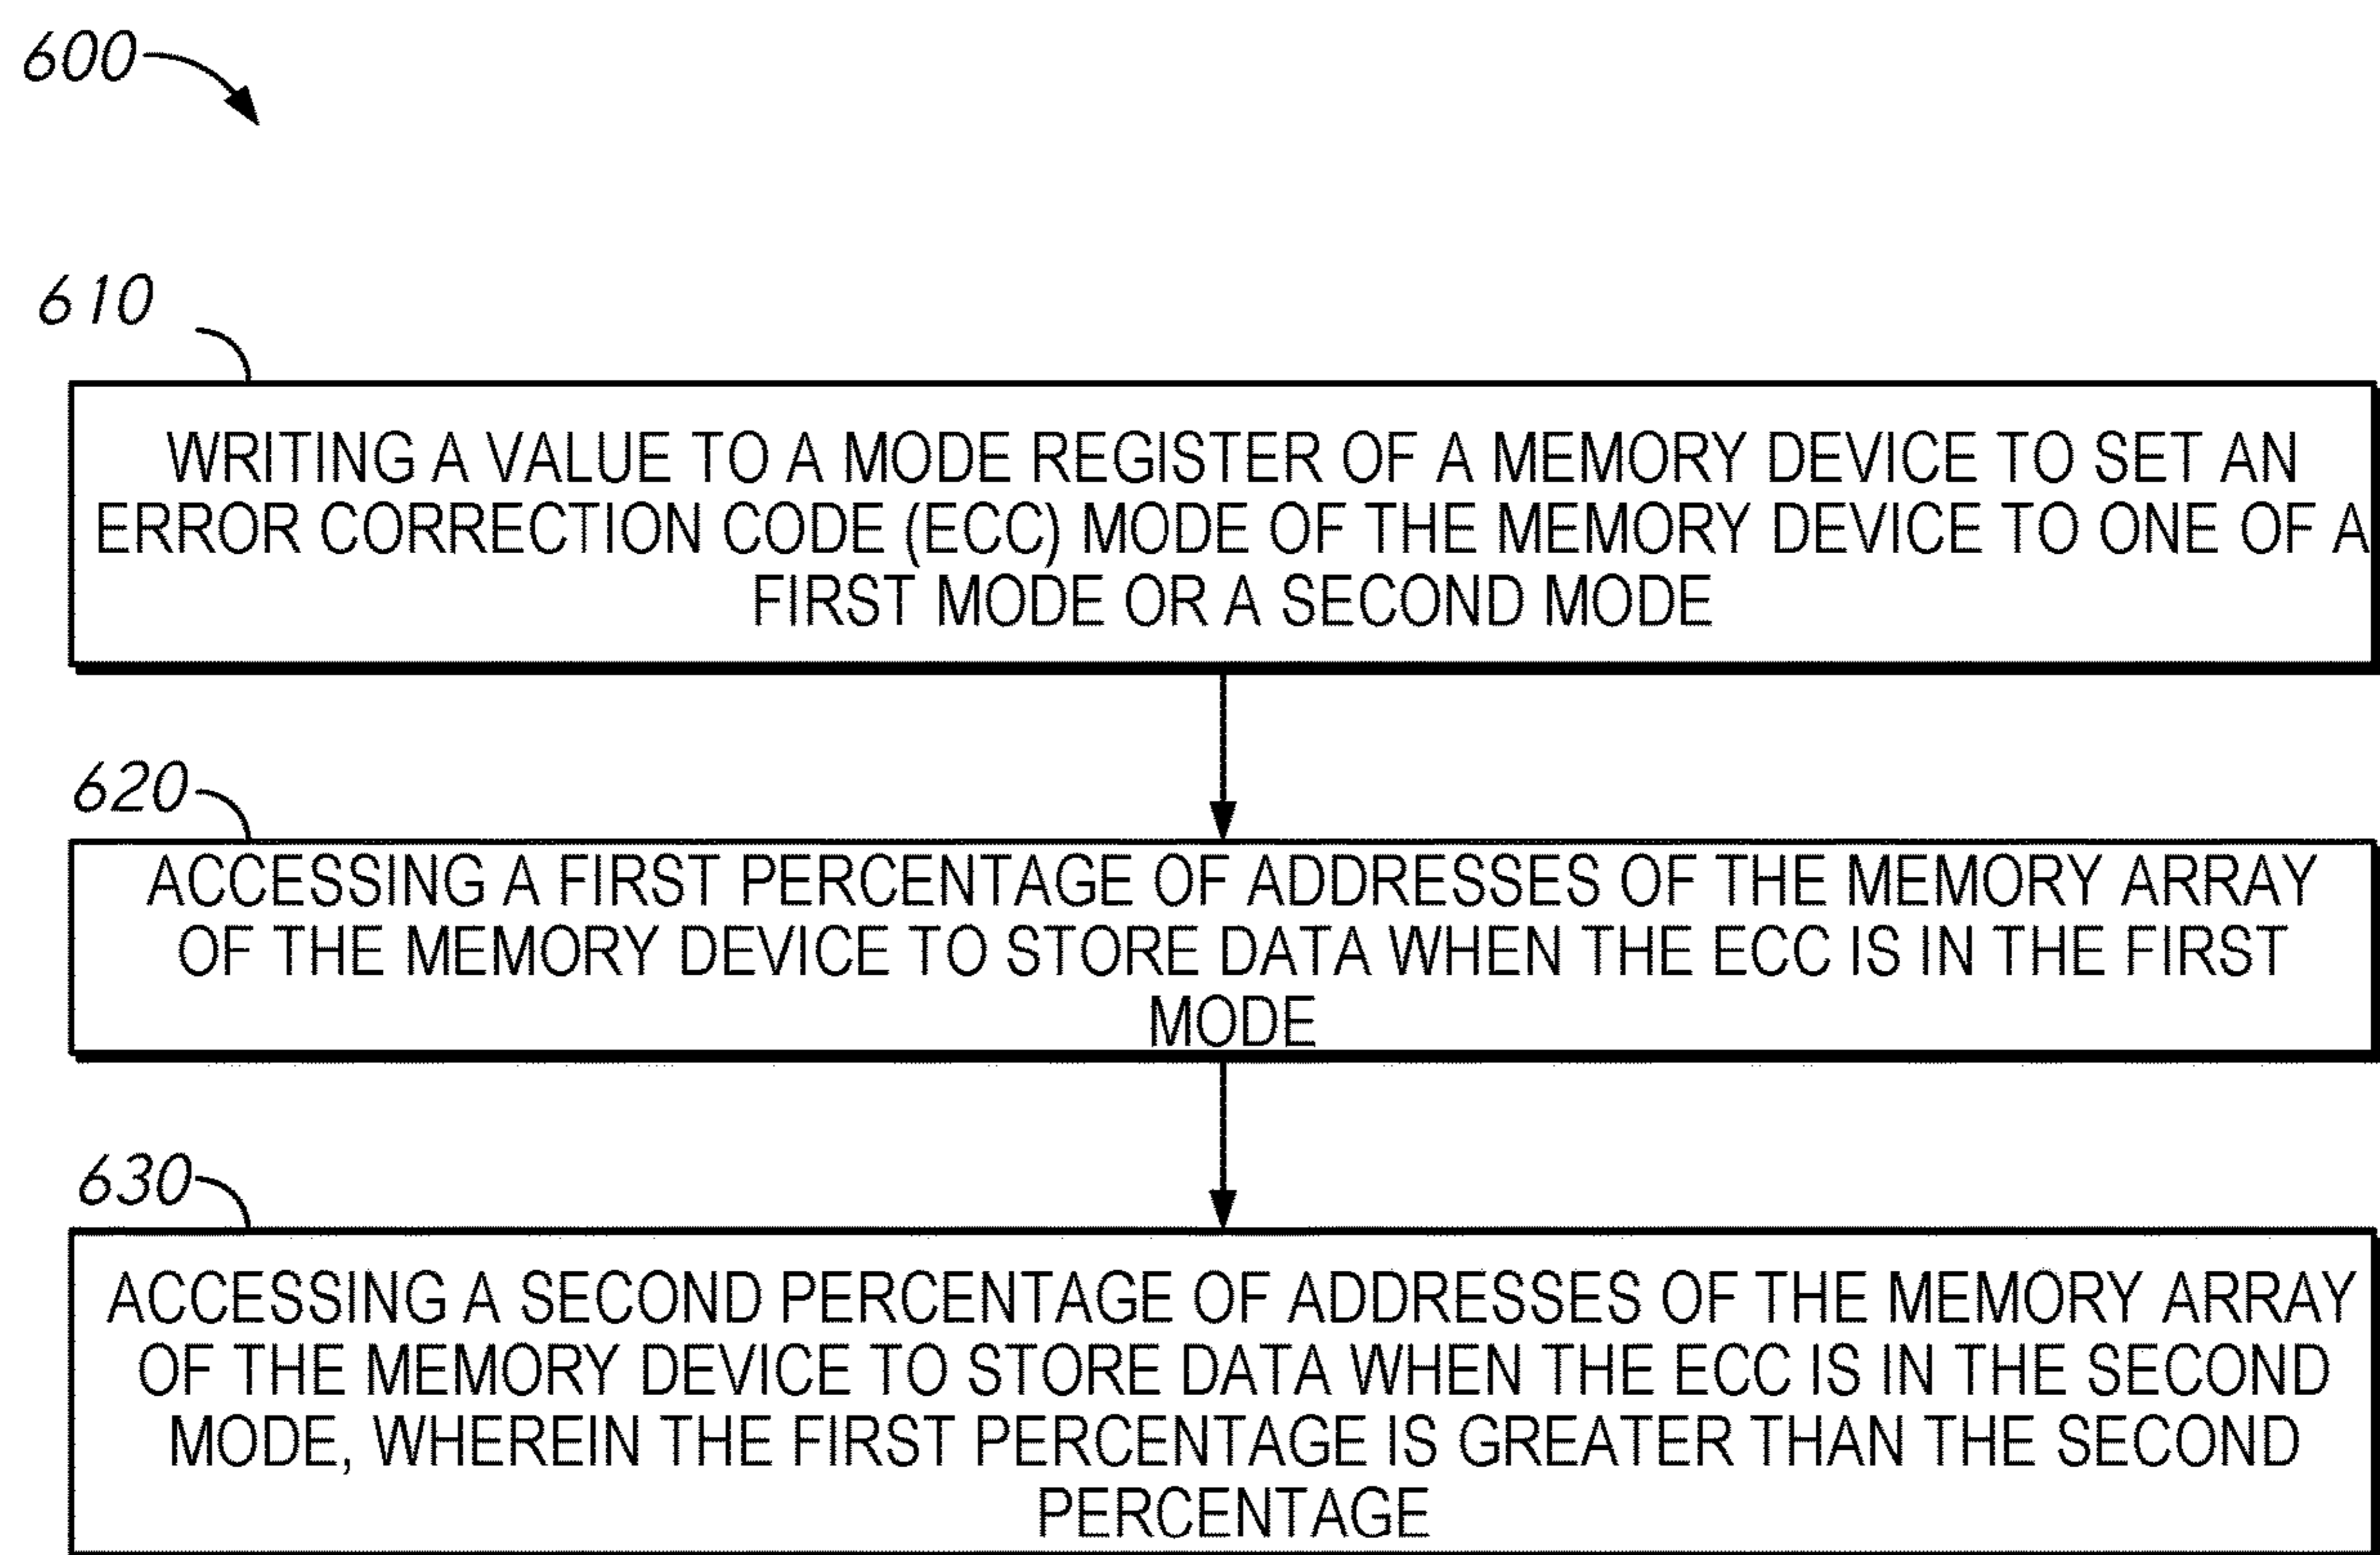 600
610
WRITING A VALUE TO A MODE REGISTER OF A MEMORY DEVICE TO SET AN
ERROR CORRECTION CODE (ECC) MODE OF THE MEMORY DEVICE TO ONE OF A
FIRST MODE OR A SECOND MODE
620
ACCESSING A FIRST PERCENTAGE OF ADDRESSES OF THE MEMORY ARRAY
OF THE MEMORY DEVICE TO STORE DATA WHEN THE ECC IS IN THE FIRST
MODE
630
ACCESSING A SECOND PERCENTAGE OF ADDRESSES OF THE MEMORY ARRAY
OF THE MEMORY DEVICE TO STORE DATA WHEN THE ECC IS IN THE SECOND
MODE, WHEREIN THE FIRST PERCENTAGE IS GREATER THAN THE SECOND
PERCENTAGE